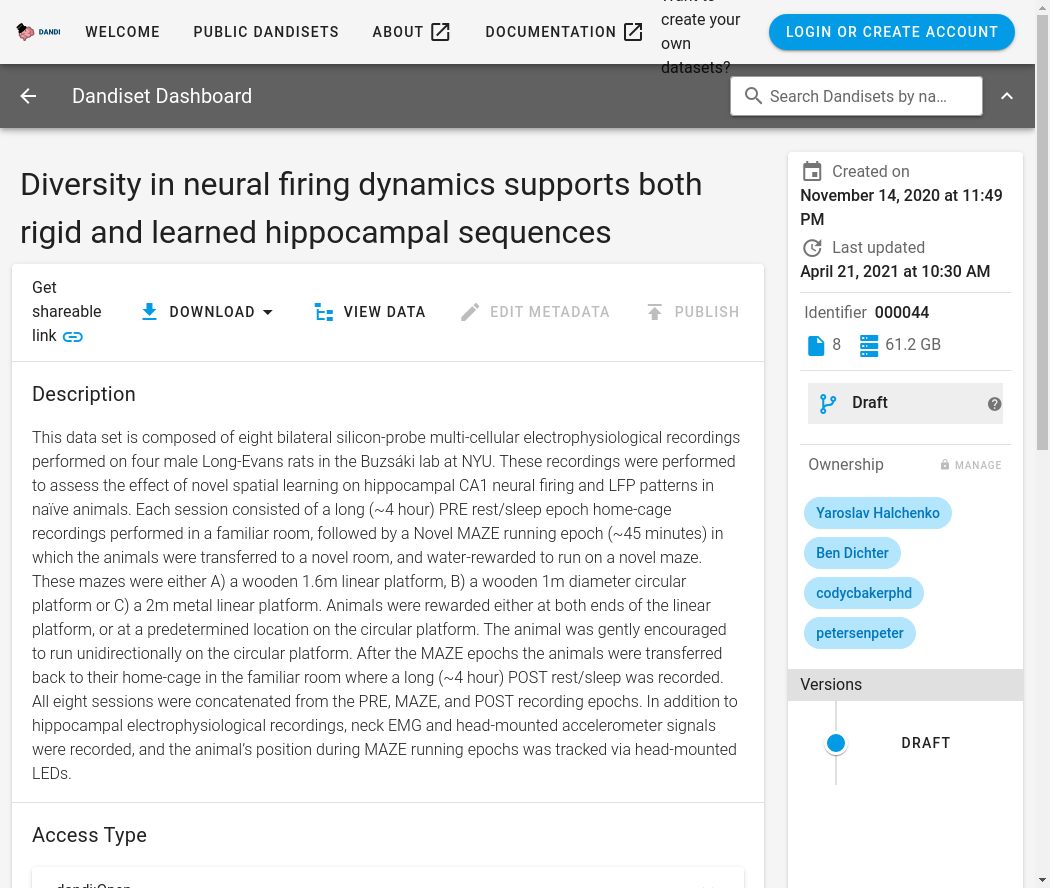 DANDI
WELCOME
PUBLIC DANDISETS
ABOUT
DOCUMENTATION
create your
own
datasets?
LOGIN OR CREATE ACCOUNT
Dandiset Dashboard
Search Dandisets by na...
Diversity in neural firing dynamics supports both
rigid and learned hippocampal sequences
Get
shareable
link
DOWNLOAD
VIEW DATA
EDIT METADATA
PUBLISH
Description
This data set is composed of eight bilateral silicon-probe multi-cellular electrophysiological recordings
performed on four male Long-Evans rats in the Buzsáki lab at NYU. These recordings were performed
to assess the effect of novel spatial learning on hippocampal CA1 neural firing and LFP patterns in
naïve animals. Each session consisted of a long (~4 hour) PRE rest/sleep epoch home-cage
recordings performed in a familiar room, followed by a Novel MAZE running epoch (~45 minutes) in
which the animals were transferred to a novel room, and water-rewarded to run on a novel maze.
These mazes were either A) a wooden 1.6m linear platform, B) a wooden 1m diameter circular
platform or C) a 2m metal linear platform. Animals were rewarded either at both ends of the linear
platform, or at a predetermined location on the circular platform. The animal was gently encouraged
to run unidirectionally on the circular platform. After the MAZE epochs the animals were transferred
back to their home-cage in the familiar room where a long (~4 hour) POST rest/sleep was recorded.
All eight sessions were concatenated from the PRE, MAZE, and POST recording epochs. In addition to
hippocampal electrophysiological recordings, neck EMG and head-mounted accelerometer signals
were recorded, and the animal's position during MAZE running epochs was tracked via head-mounted
LEDs.
Access Type
Created on
November 14, 2020 at 11:49
PM
Last updated
April 21, 2021 at 10:30 AM
Identifier 000044
8 61.2 GB
Draft
Ownership
MANAGE
Yaroslav Halchenko
Ben Dichter
codycbakerphd
petersenpeter
Versions
DRAFT